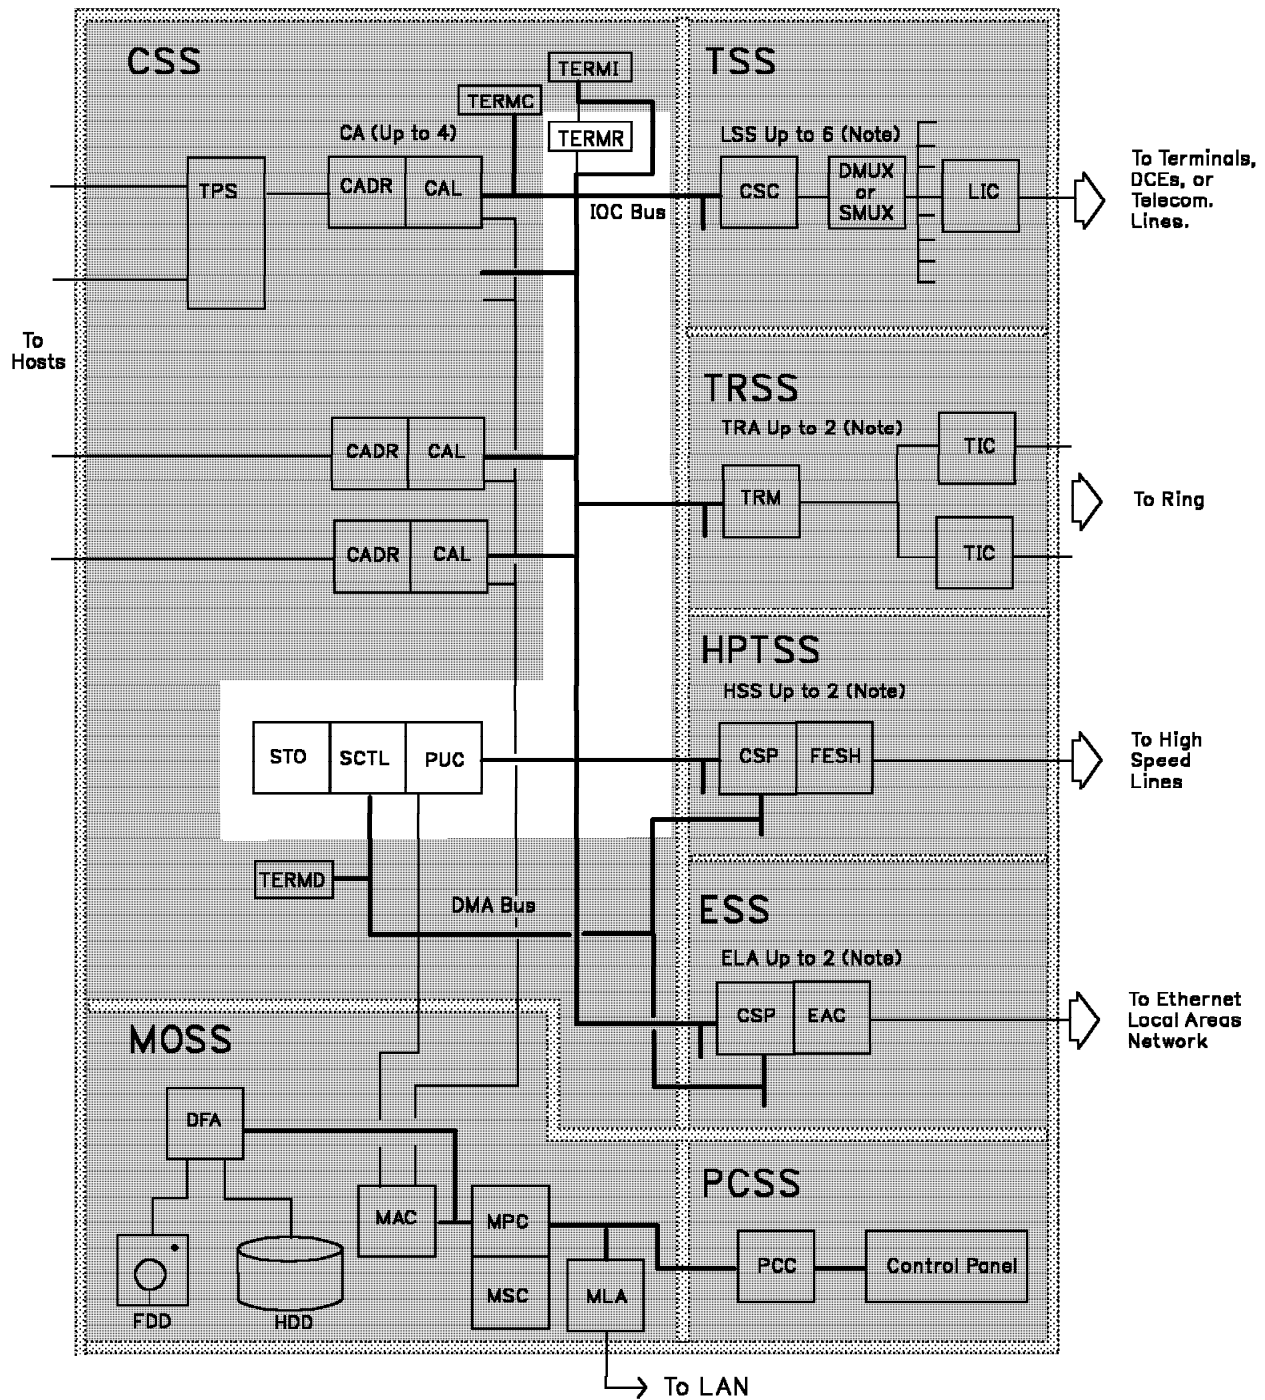 CSS
TERMI
TERMC
TERMR
CA (Up to 4)
TPS
CADR
CAL
IOC Bus
To
Hosts
CADR
CAL
CADR
CAL
STO
SCTL
PUC
TERMD
DMA Bus
TSS
LSS Up to 6 (Note)
CSC
DMUX
or
SMUX
LIC
To Terminals,
DCEs, or
Telecom.
Lines.
TRSS
TRA Up to 2 (Note)
TRM
TIC
TIC
To Ring
HPTSS
HSS Up to 2 (Note)
CSP
FESH
To High
Speed
Lines
ESS
ELA Up to 2 (Note)
CSP
EAC
To Ethernet
Local Areas
Network
MOSS
DFA
FDD
HDD
MAC
MPC
MSC
MLA
To LAN
PCSS
PCC
Control Panel